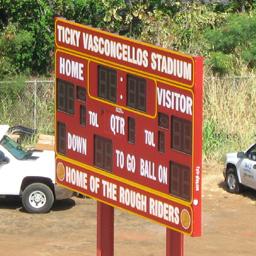 TICKY VASCONCELLOS STADIUM
HOME
VISITOR
TOL QTR TOL
DOWN TO GO BALL ON
HOME OF THE ROUGH RIDERS